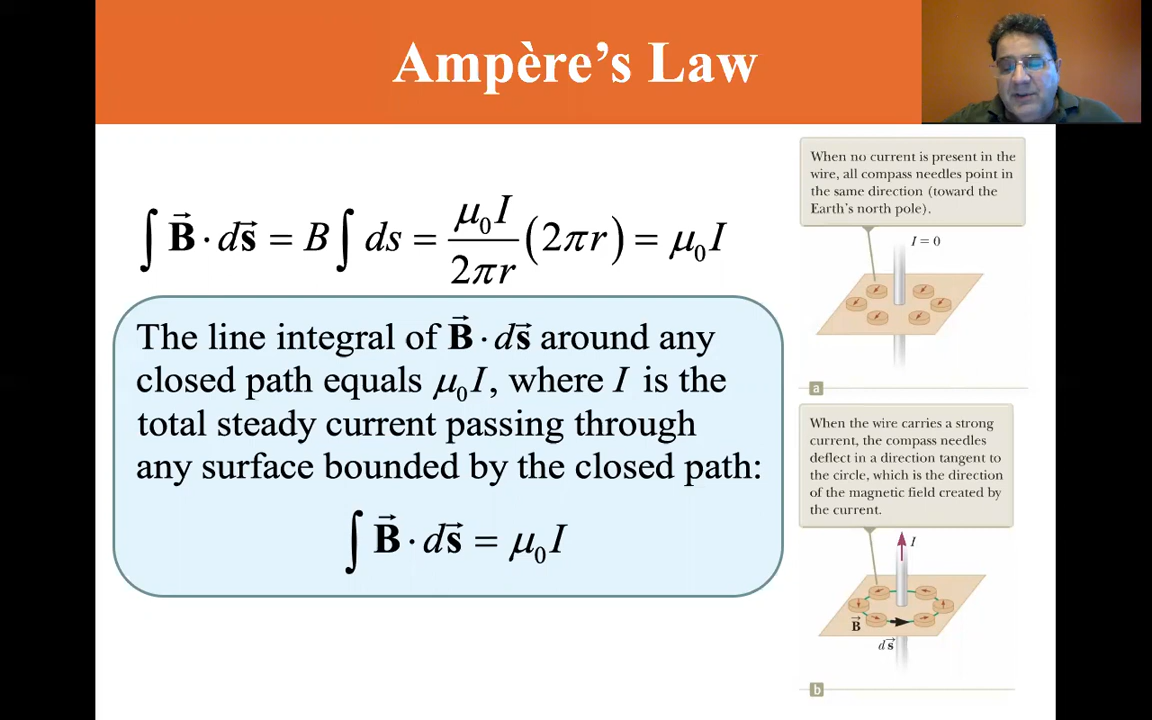 Ampère's Law
∫ B⃗ · ds⃗ = B ∫ ds = μ₀I / 2πr (2πr) = μ₀I
The line integral of B⃗ · ds⃗ around any
closed path equals μ₀I, where I is the
total steady current passing through
any surface bounded by the closed path:
∫ B⃗ · ds⃗ = μ₀I
When no current is present in the
wire, all compass needles point in
the same direction (toward the
Earth's north pole).
I = 0
a
When the wire carries a strong
current, the compass needles
deflect in a direction tangent to
the circle, which is the direction
of the magnetic field created by
the current.
I
B⃗
ds⃗
b